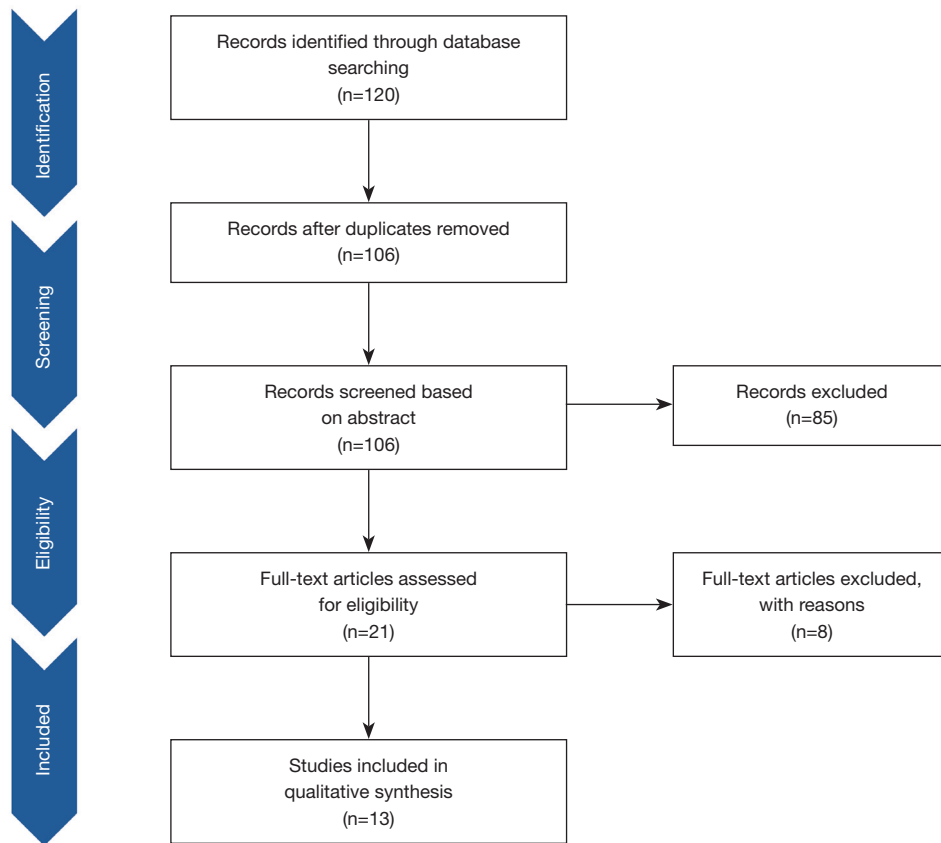 Identification
Records identified through database
searching
(n=120)
Records after duplicates removed
(n=106)
Screening
Records screened based
on abstract
(n=106)
Records excluded
(n=85)
Eligibility
Full-text articles assessed
for eligibility
(n=21)
Full-text articles excluded,
with reasons
(n=8)
Included
Studies included in
qualitative synthesis
(n=13)